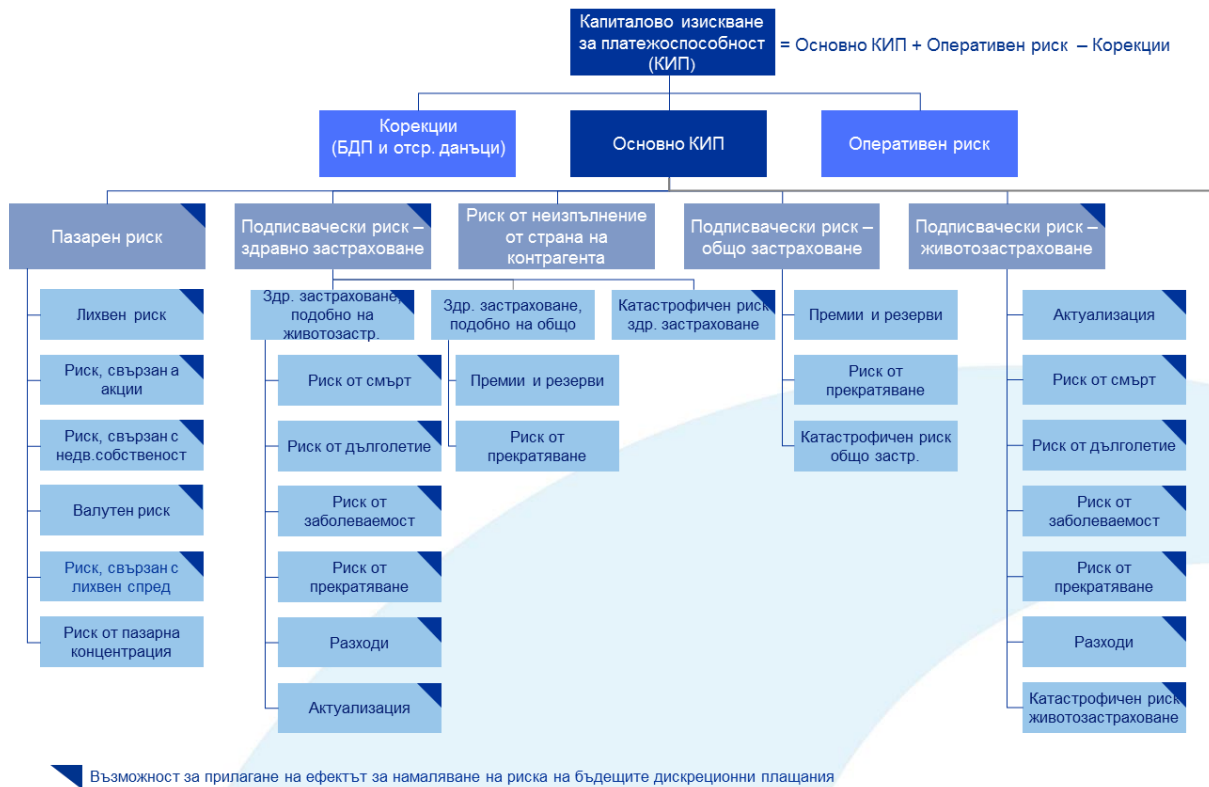 Капиталово изискване
за платежоспособност
(КИП)
= Основно КИП + Оперативен риск – Корекции
Корекции
(БДП и отср. данъци)
Основно КИП
Оперативен риск
Пазарен риск
Подписвачески риск –
здравно застраховане
Риск от неизпълнение
от страна на
контрагента
Подписвачески риск –
общо застраховане
Подписвачески риск –
животозастраховане
Лихвен риск
Риск, свързан а
акции
Риск, свързан с
недв.собственост
Валутен риск
Риск, свързан с
лихвен спред
Риск от пазарна
концентрация
Здр. застраховане,
подобно на
животозастр.
Риск от смърт
Риск от дълголетие
Риск от
заболеваемост
Риск от
прекратяване
Разходи
Актуализация
Здр. застраховане,
подобно на общо
Премии и резерви
Риск от
прекратяване
Катастрофичен риск
здр. застраховане
Премии и резерви
Риск от
прекратяване
Катастрофичен риск
общо застр.
Актуализация
Риск от смърт
Риск от дълголетие
Риск от
заболеваемост
Риск от
прекратяване
Разходи
Катастрофичен риск
животозастраховане
Възможност за прилагане на ефектът за намаляване на риска на бъдещите дискреционни плащания